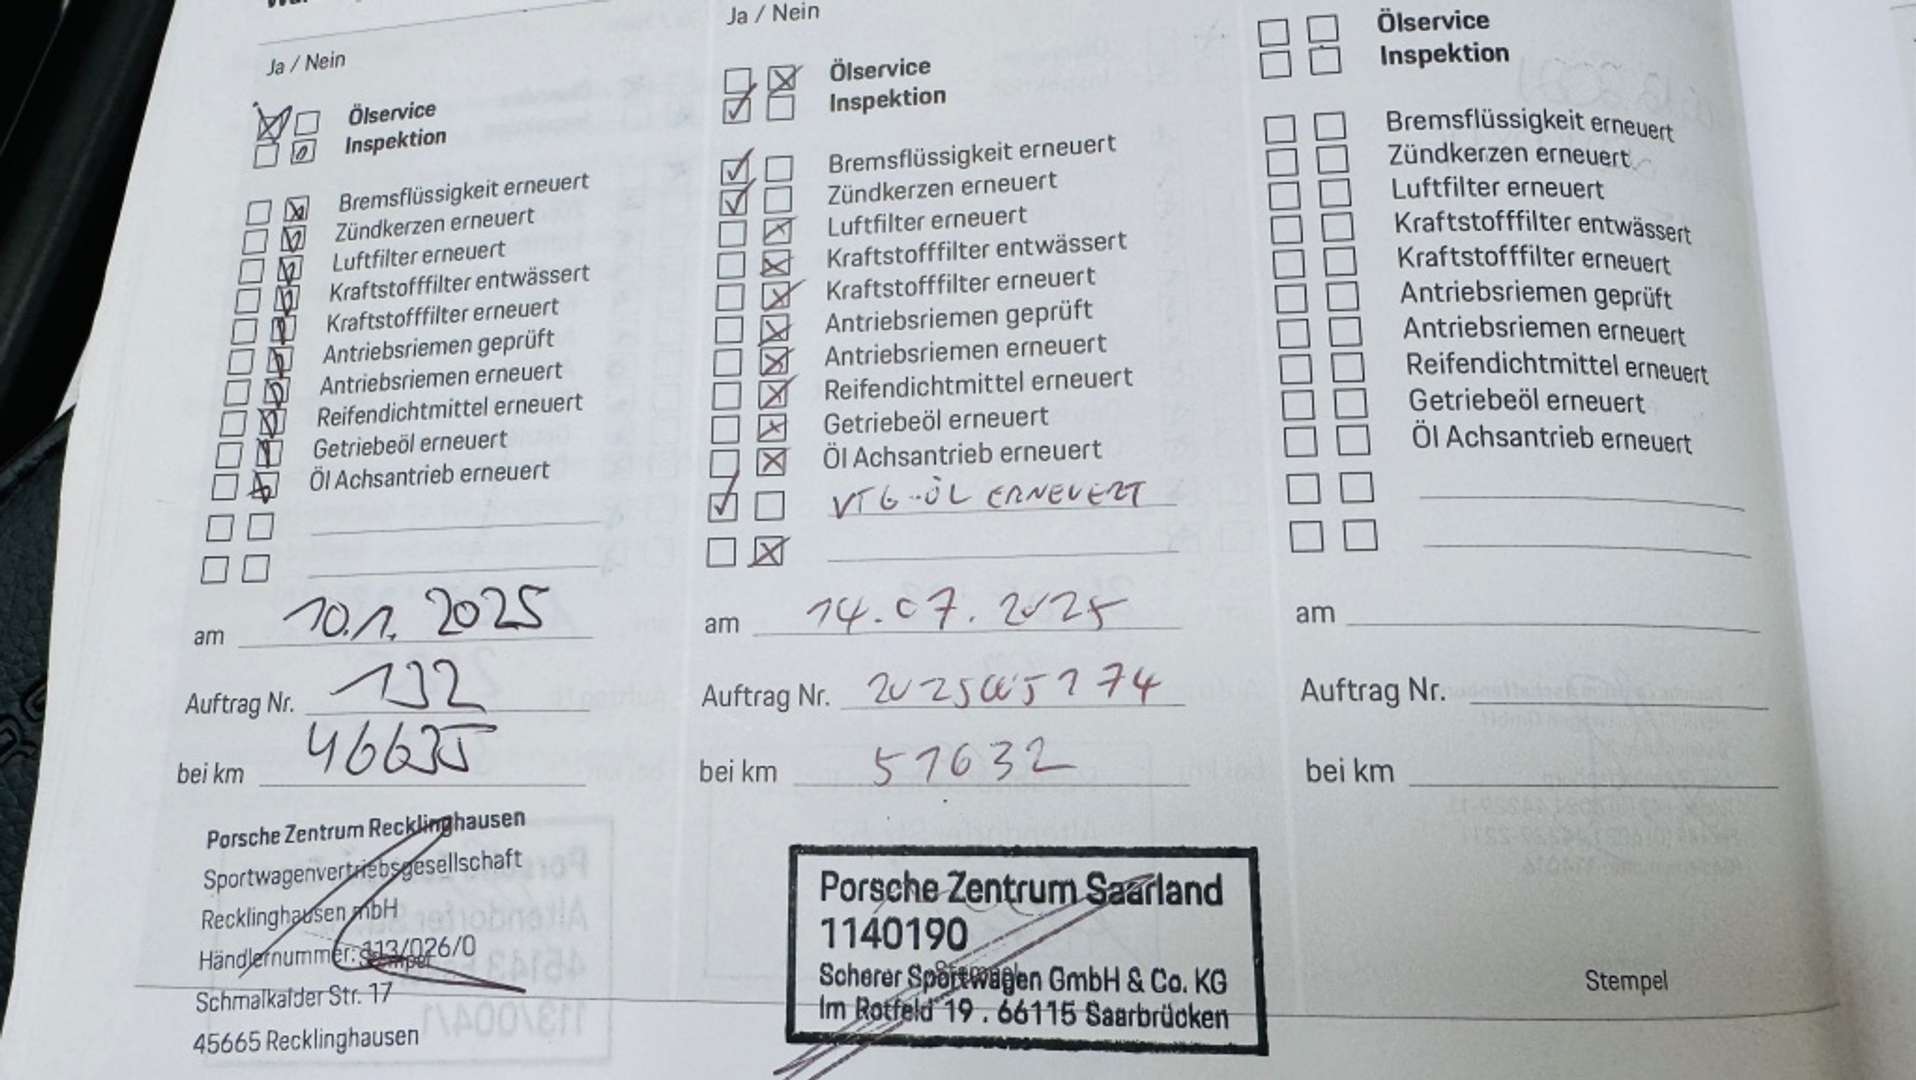 Ja / Nein
Ölservice
Inspektion
Bremsflüssigkeit erneuert
Zündkerzen erneuert
Luftfilter erneuert
Kraftstofffilter entwässert
Kraftstofffilter erneuert
Antriebsriemen geprüft
Antriebsriemen erneuert
Reifendichtmittel erneuert
Getriebeöl erneuert
Öl Achsantrieb erneuert
am 10.1.2025
Auftrag Nr. 132
bei km 46635
Porsche Zentrum Recklinghausen
Sportwagenvertriebsgesellschaft
Recklinghausen mbH
Händlernummer: 113/026/0
Schmalkalder Str. 17
45665 Recklinghausen
Ja / Nein
Ölservice
Inspektion
Bremsflüssigkeit erneuert
Zündkerzen erneuert
Luftfilter erneuert
Kraftstofffilter entwässert
Kraftstofffilter erneuert
Antriebsriemen geprüft
Antriebsriemen erneuert
Reifendichtmittel erneuert
Getriebeöl erneuert
Öl Achsantrieb erneuert
VTG-ÖL ERNEUERT
am 14.07.2025
Auftrag Nr.
bei km 51632
Porsche Zentrum Saarland
1140190
Scherer Sportwagen GmbH & Co. KG
Im Rotfeld 19 . 66115 Saarbrücken
Ölservice
Inspektion
Bremsflüssigkeit erneuert
Zündkerzen erneuert
Luftfilter erneuert
Kraftstofffilter entwässert
Kraftstofffilter erneuert
Antriebsriemen geprüft
Antriebsriemen erneuert
Reifendichtmittel erneuert
Getriebeöl erneuert
Öl Achsantrieb erneuert
am
Auftrag Nr.
bei km
Stempel